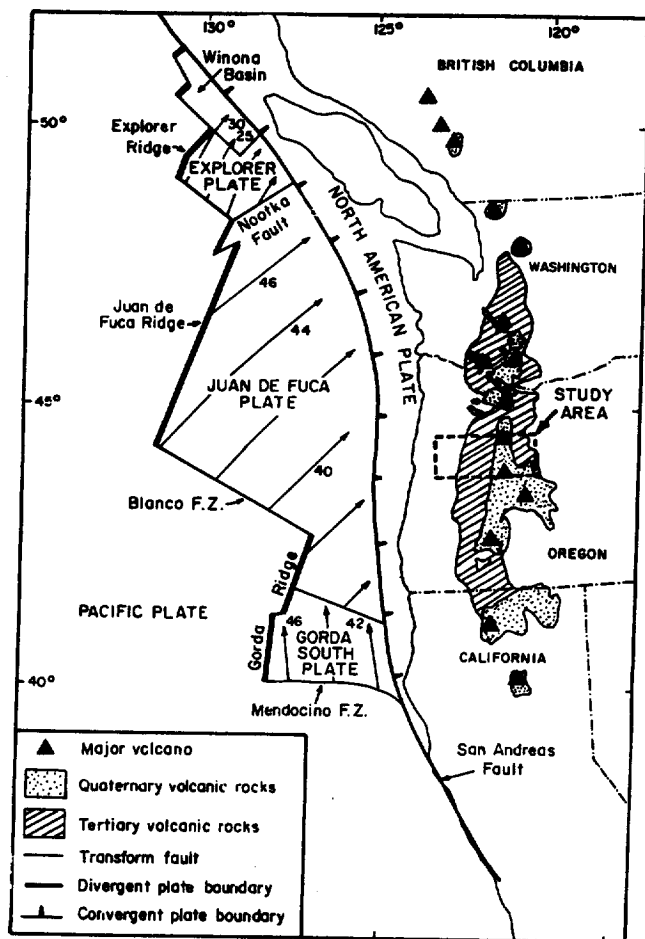 130°
125°
120°
Winona
Basin
BRITISH COLUMBIA
50°
Explorer
Ridge
30
25
EXPLORER
PLATE
Nootka
Fault
NORTH AMERICAN PLATE
WASHINGTON
46
Juan de
Fuca Ridge
44
JUAN DE FUCA
PLATE
45°
STUDY
AREA
40
Blanco F.Z.
OREGON
Ridge
PACIFIC PLATE
46
42
GORDA
SOUTH
PLATE
Gorda
CALIFORNIA
40°
Mendocino F.Z.
San Andreas
Fault
Major volcano
Quaternary volcanic rocks
Tertiary volcanic rocks
Transform fault
Divergent plate boundary
Convergent plate boundary